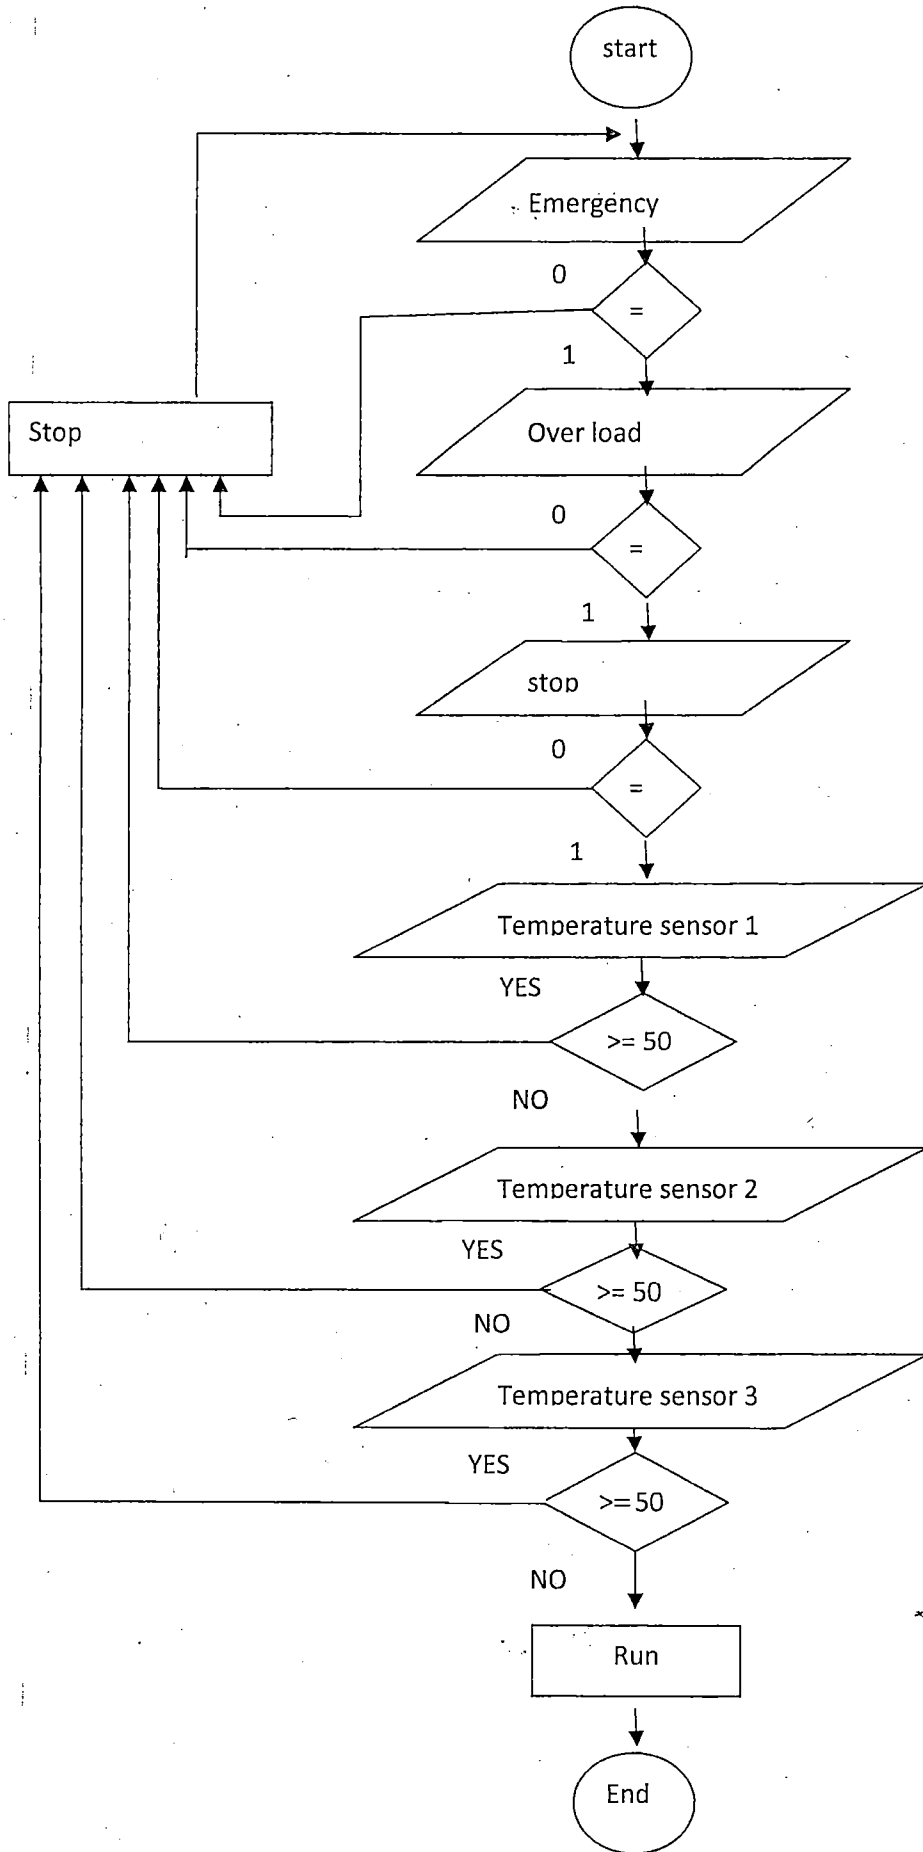 start
Emergency
0
=
1
Stop
Over load
0
=
1
stop
0
=
1
Temperature sensor 1
YES
>= 50
NO
Temperature sensor 2
YES
>= 50
NO
Temperature sensor 3
YES
>= 50
NO
Run
End